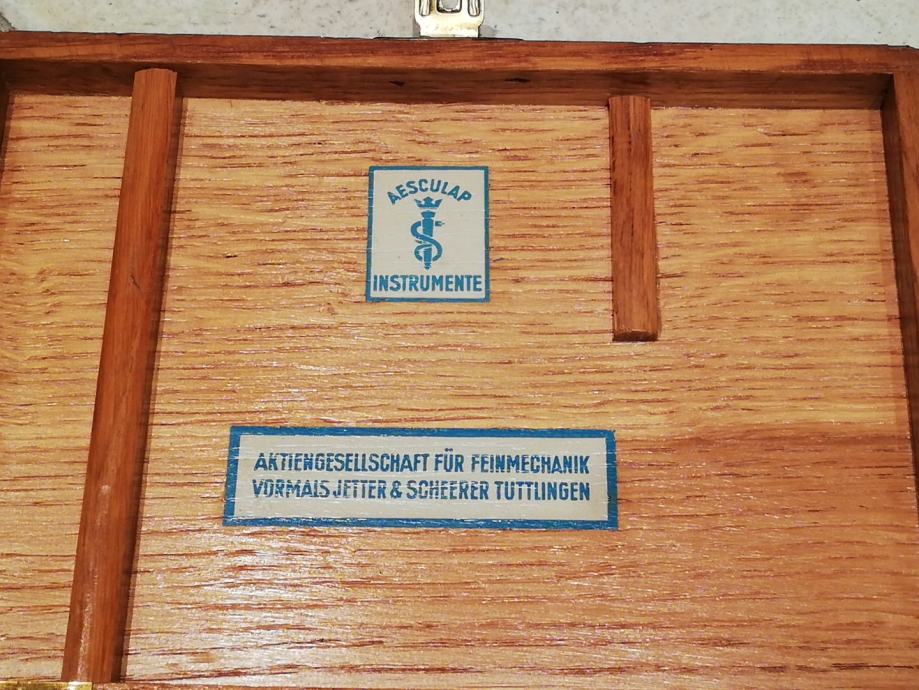 AESCULAP
INSTRUMENTE
AKTIENGESELLSCHAFT FÜR FEINMECHANIK
VORMALS JETTER & SCHEERER TUTTLINGEN